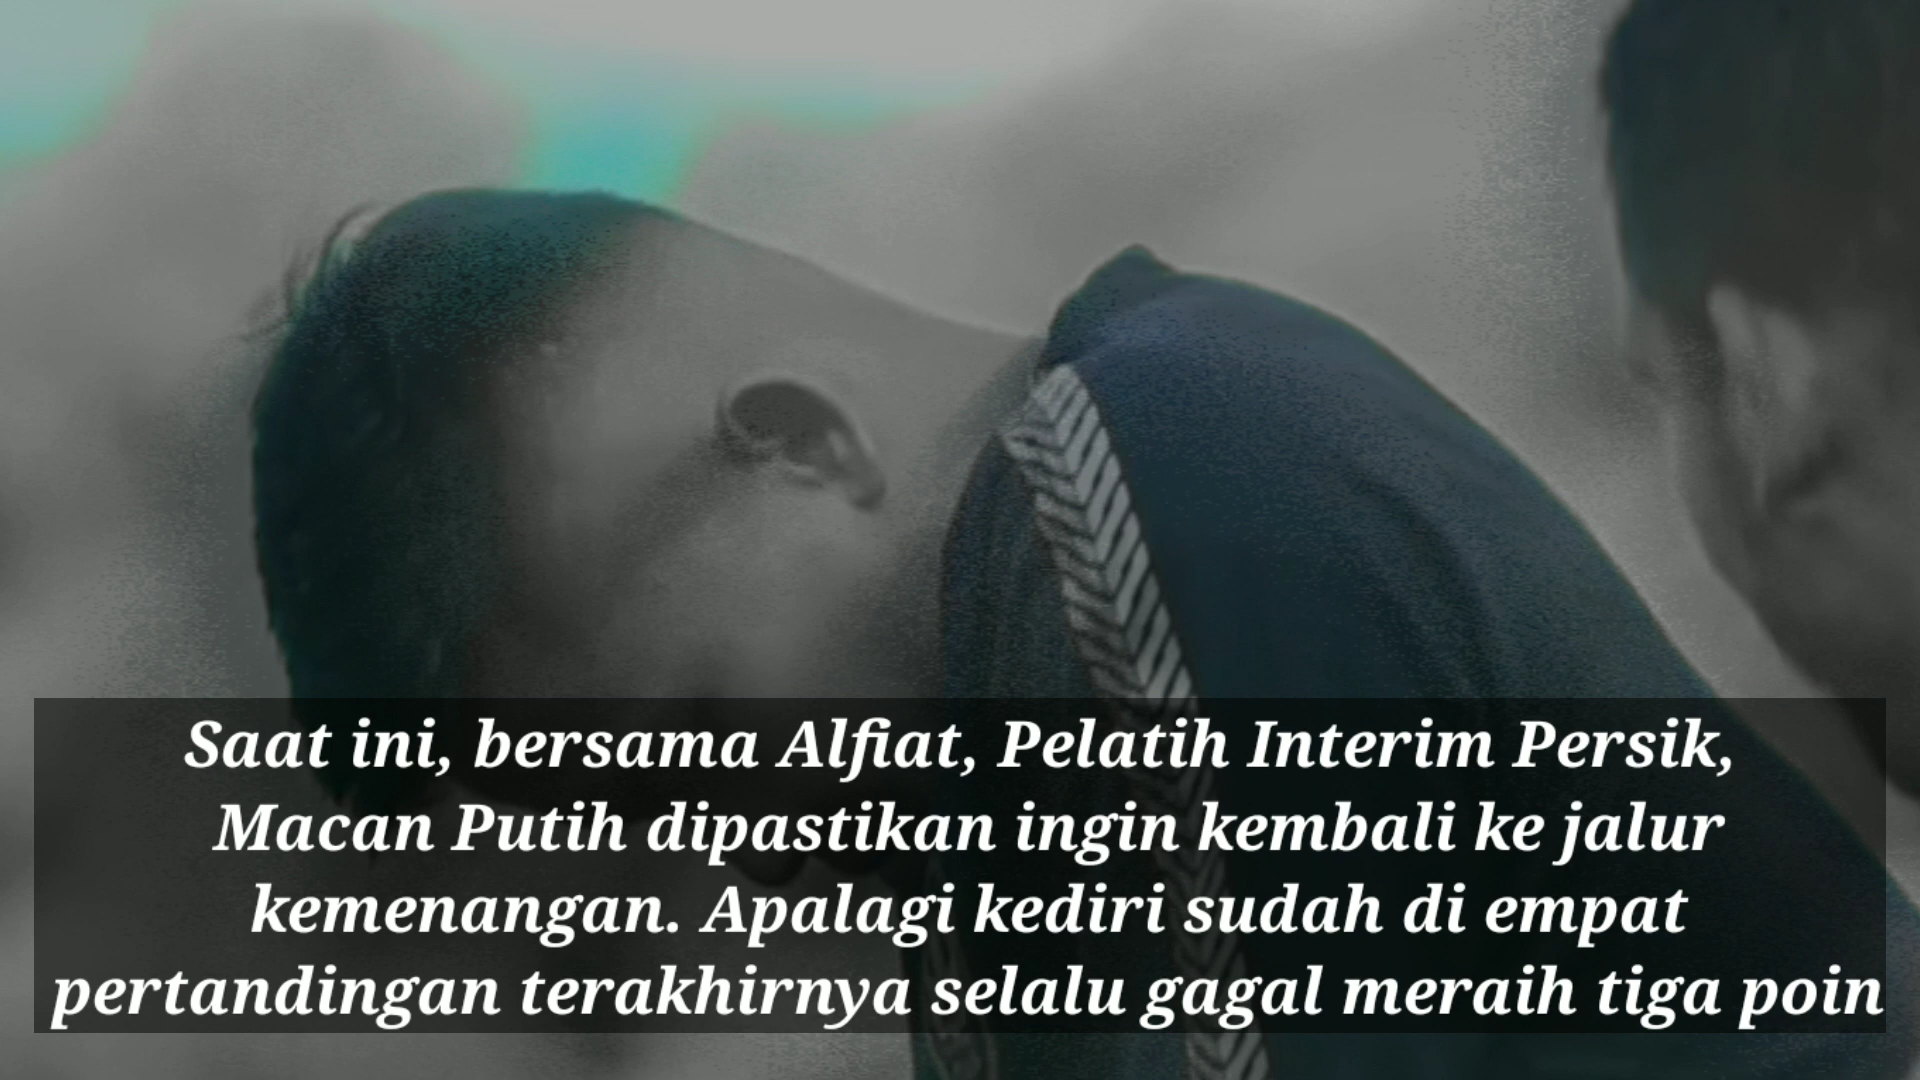 Saat ini, bersama Alfiat, Pelatih Interim Persik,
Macan Putih dipastikan ingin kembali ke jalur
kemenangan. Apalagi kediri sudah di empat
pertandingan terakhirnya selalu gagal meraih tiga poin